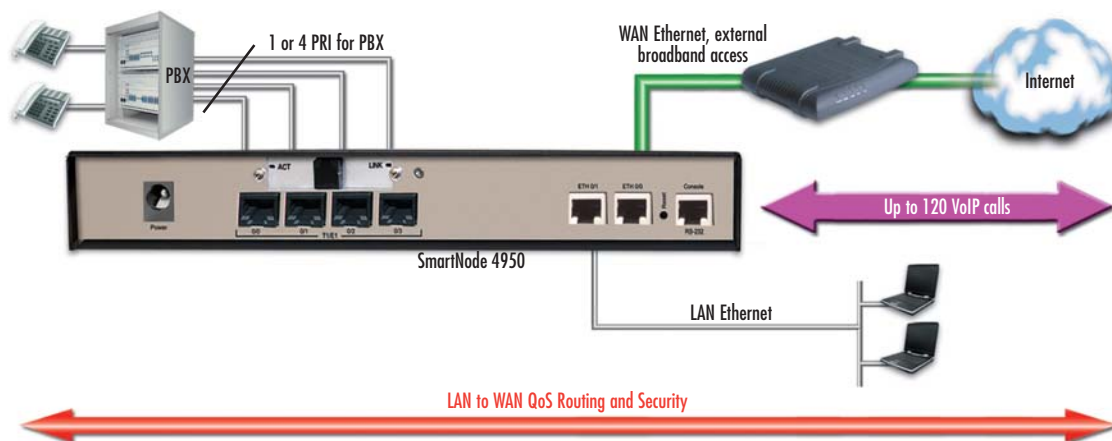 1 or 4 PRI for PBX
PBX
WAN Ethernet, external
broadband access
Internet
ACT
LINK
Power
0/0
0/1
0/2
0/3
T1/E1
ETH 0/1
ETH 0/0
Reset
Console
RS-232
Up to 120 VoIP calls
SmartNode 4950
LAN Ethernet
LAN to WAN QoS Routing and Security